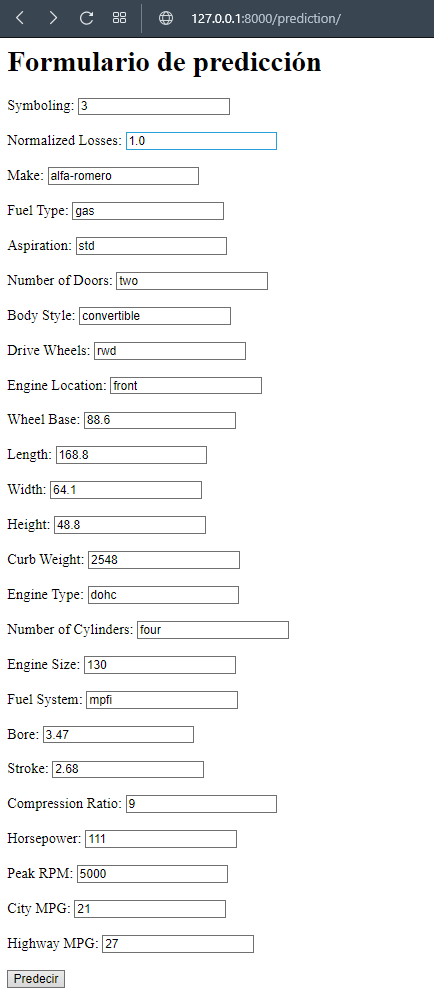 127.0.0.1:8000/prediction/
Formulario de predicción
Symboling: 3
Normalized Losses: 1.0
Make: alfa-romero
Fuel Type: gas
Aspiration: std
Number of Doors: two
Body Style: convertible
Drive Wheels: rwd
Engine Location: front
Wheel Base: 88.6
Length: 168.8
Width: 64.1
Height: 48.8
Curb Weight: 2548
Engine Type: dohc
Number of Cylinders: four
Engine Size: 130
Fuel System: mpfi
Bore: 3.47
Stroke: 2.68
Compression Ratio: 9
Horsepower: 111
Peak RPM: 5000
City MPG: 21
Highway MPG: 27
Predecir